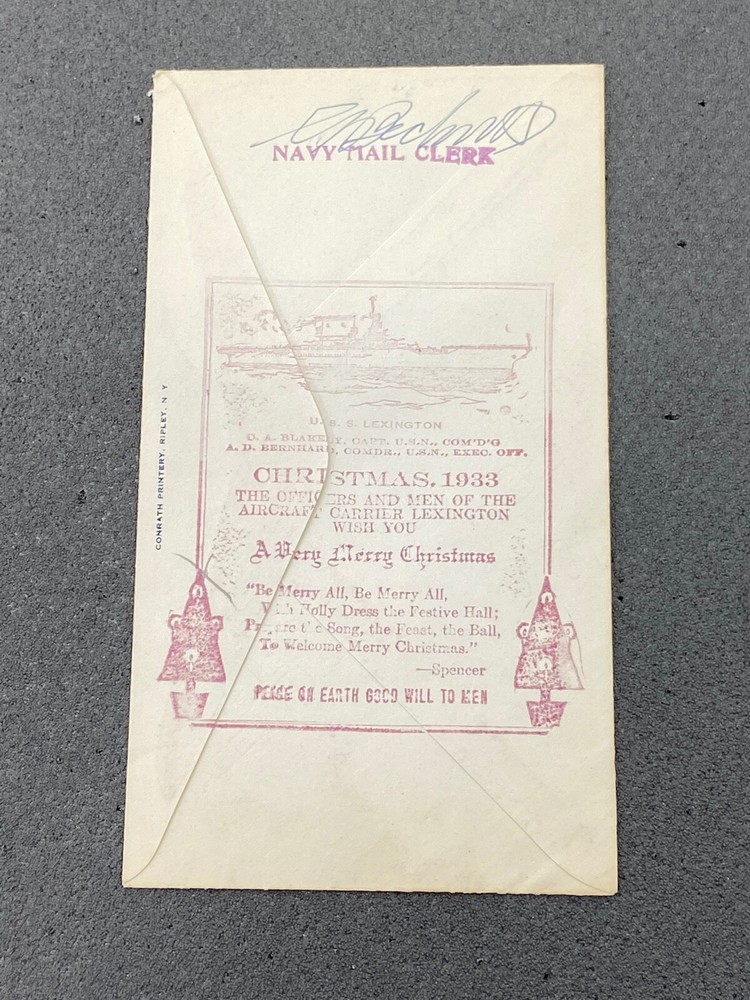 NAVY MAIL CLERK
U. S. S. LEXINGTON
C. A. BLAKELY, CAPT. U.S.N., COM'D'G
A. D. BERNHARD, COMDR., U.S.N., EXEC. OFF.
CHRISTMAS, 1933
THE OFFICERS AND MEN OF THE
AIRCRAFT CARRIER LEXINGTON
WISH YOU
A Very Merry Christmas
"Be Merry All, Be Merry All,
With Holly Dress the Festive Hall;
Prepare the Song, the Feast, the Ball,
To Welcome Merry Christmas."
—Spencer
PEACE ON EARTH GOOD WILL TO MEN
CONRATH PRINTERY, RIPLEY, N Y